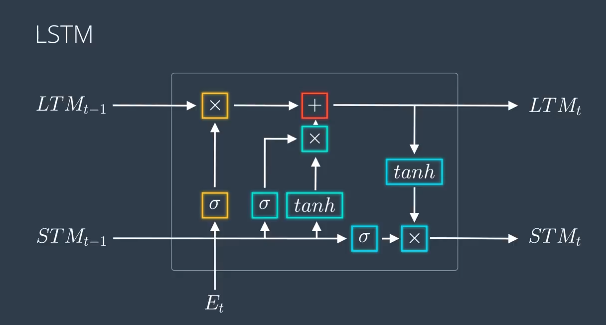 LSTM
LTM_{t-1} × + LTM_t
×
tanh
σ σ tanh
STM_{t-1} σ × STM_t
E_t